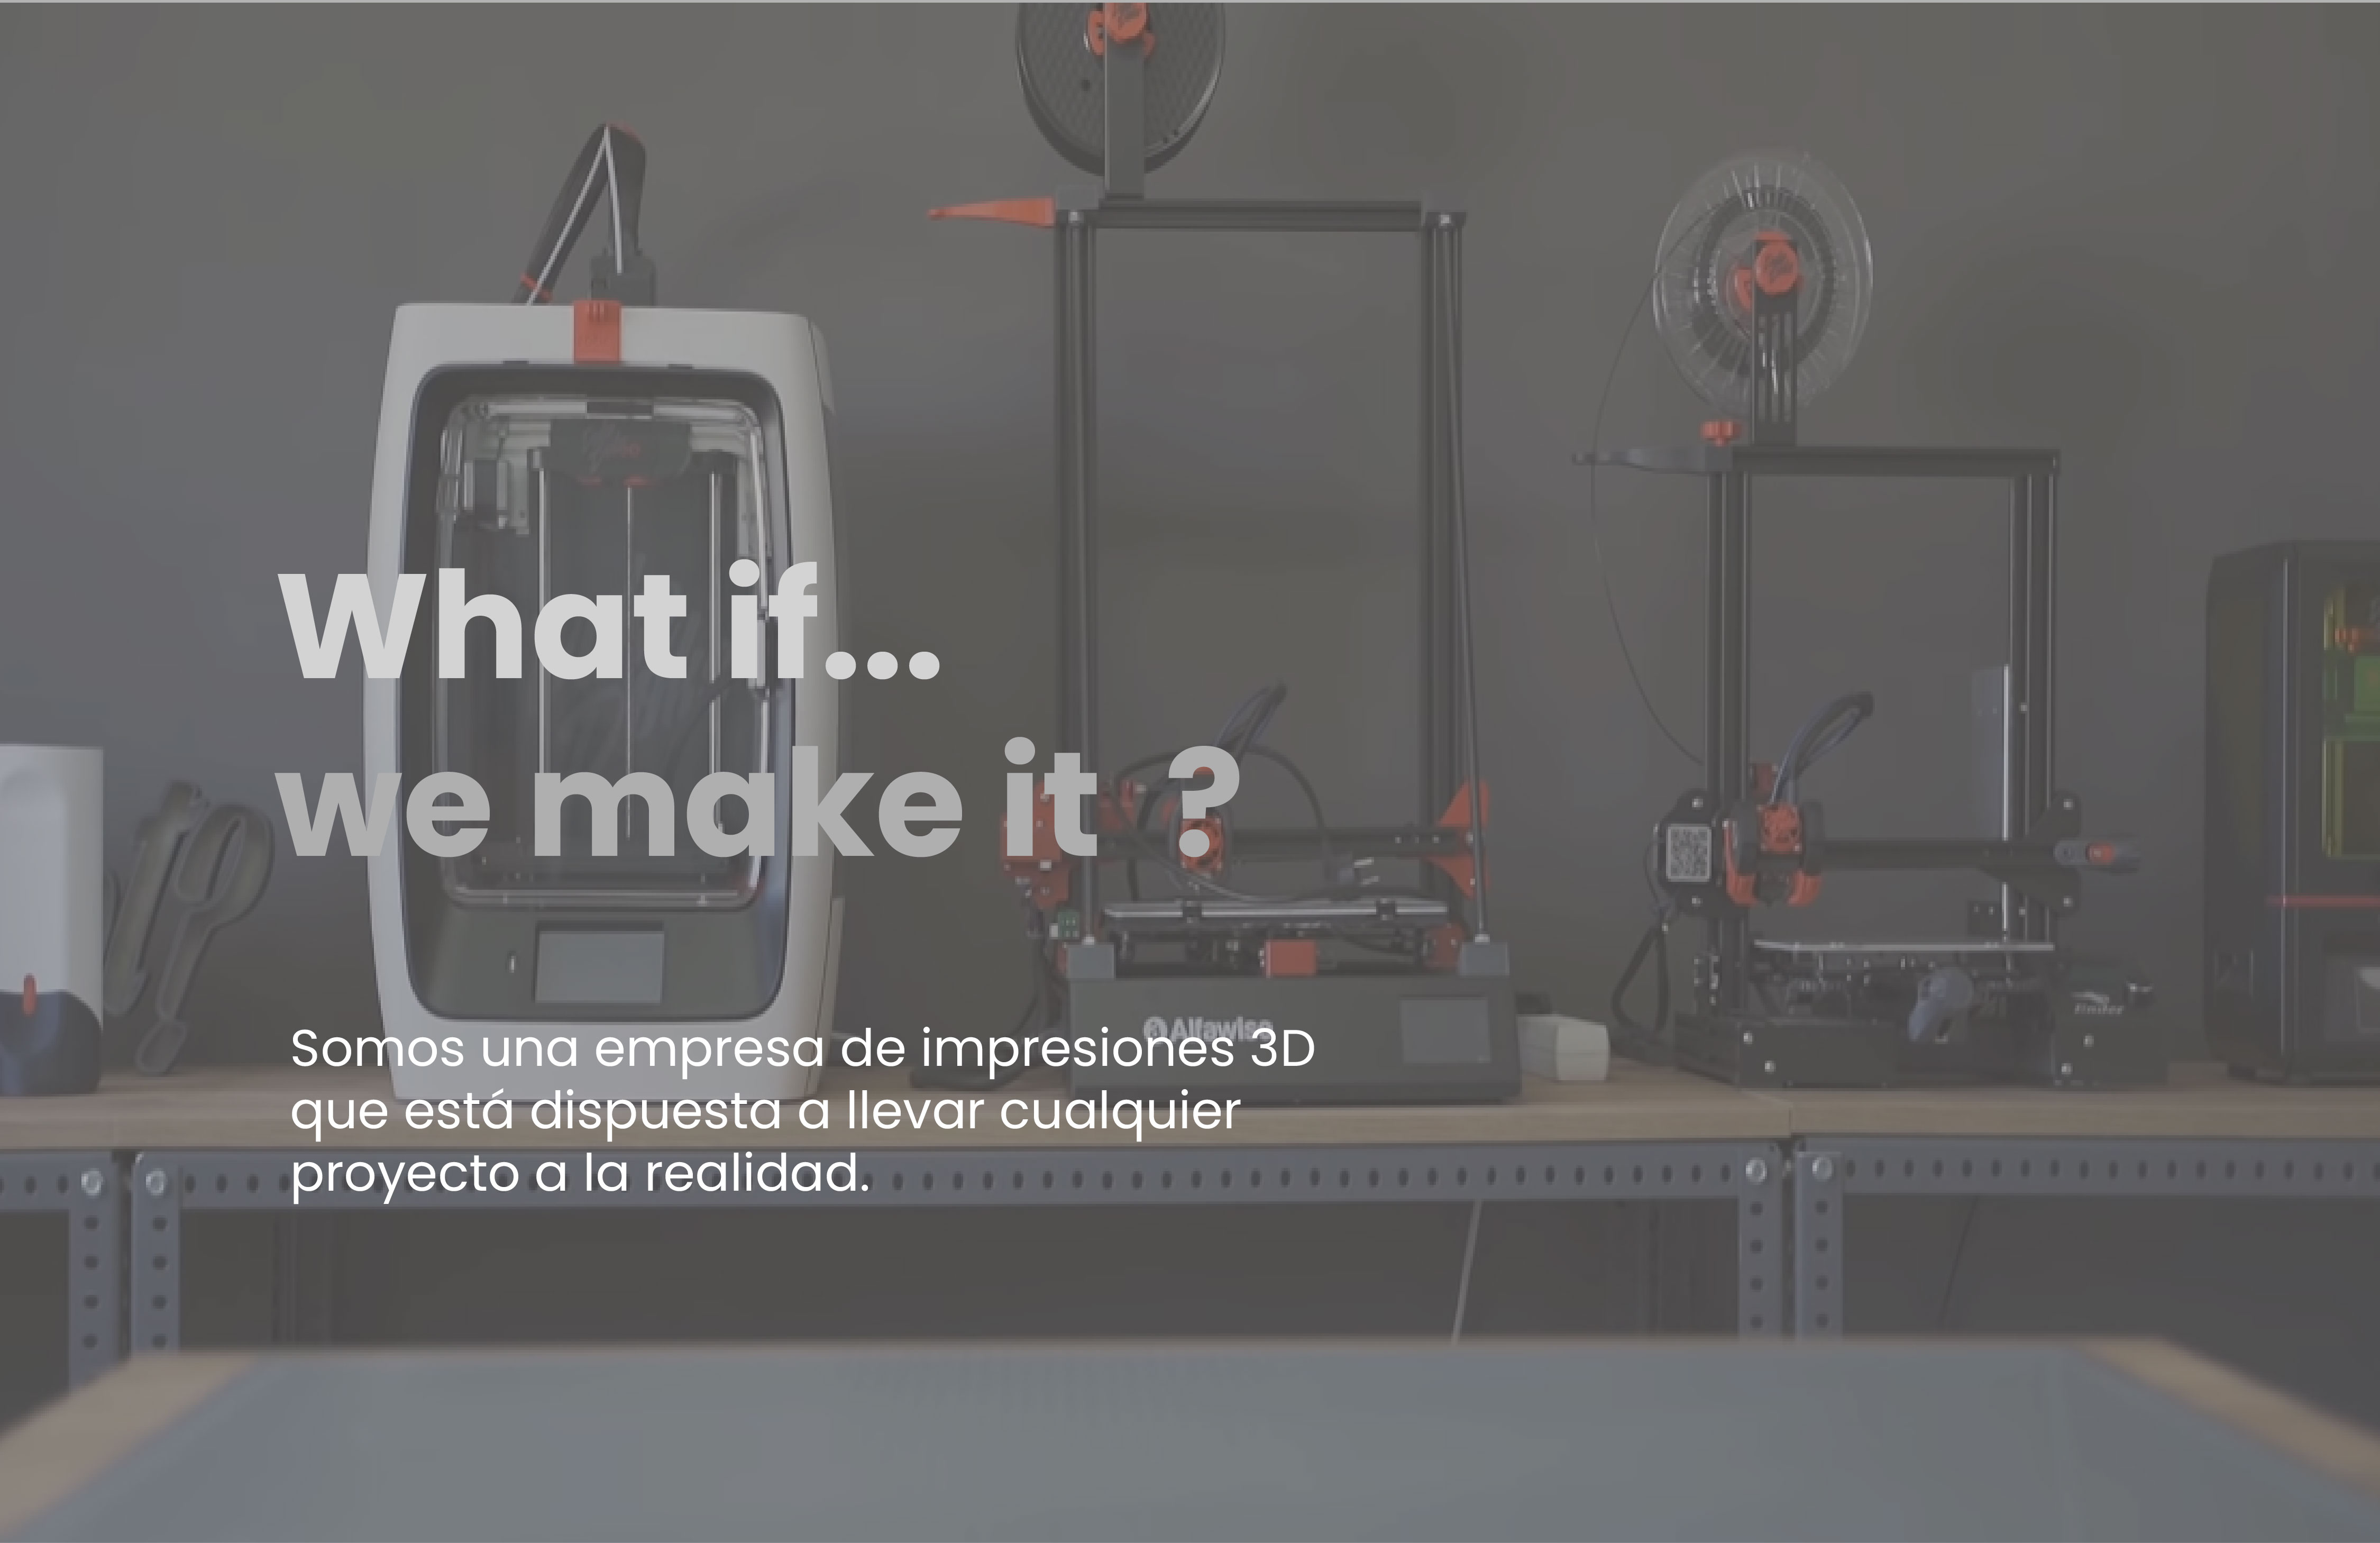 What if...
we make it ?
Alfawise
Somos una empresa de impresiones 3D
que está dispuesta a llevar cualquier
proyecto a la realidad.